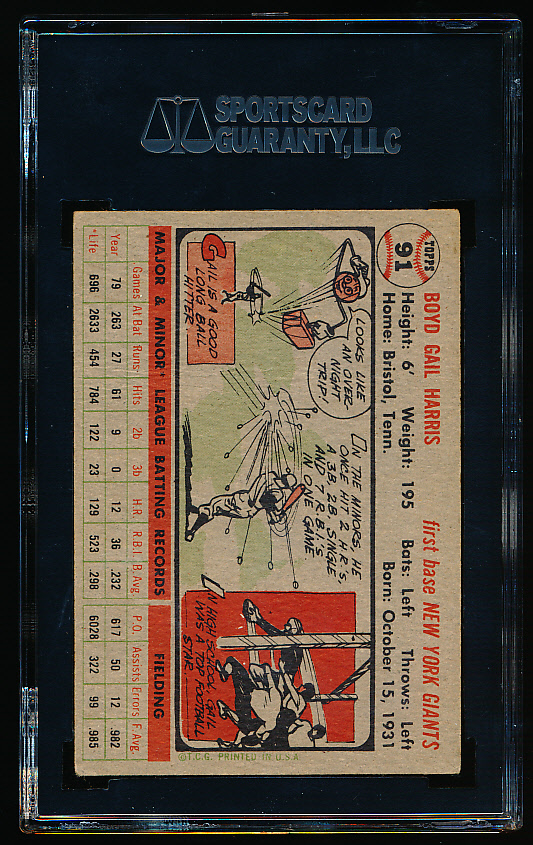 SPORTSCARD
GUARANTY, LLC
TOPPS
91
BOYD GAIL HARRIS first base NEW YORK GIANTS
Height: 6' Weight: 195 Bats: Left Throws: Left
Home: Bristol, Tenn. Born: October 15, 1931
LOOKS LIKE
AN OVER-
NIGHT
TRIP!
GAIL IS A GOOD
LONG BALL
HITTER
IN THE MINORS, HE
ONCE HIT 2 H.R.'S,
A 3B, 2B, SINGLE
AND 7 R.B.I.'S
IN ONE GAME
IN HIGH SCHOOL, GAIL
WAS A TOP FOOTBALL
STAR
MAJOR & MINOR* LEAGUE BATTING RECORDS FIELDING
Games At Bat Runs Hits 2b 3b H.R. R.B.I. B.Avg. P.O. Assists Errors F. Avg.
Year 79 263 27 61 9 0 12 36 .232 617 50 12 .982
*Life 696 2633 454 784 122 23 129 523 .298 6028 322 99 .985
©T.C.G. PRINTED IN U.S.A.